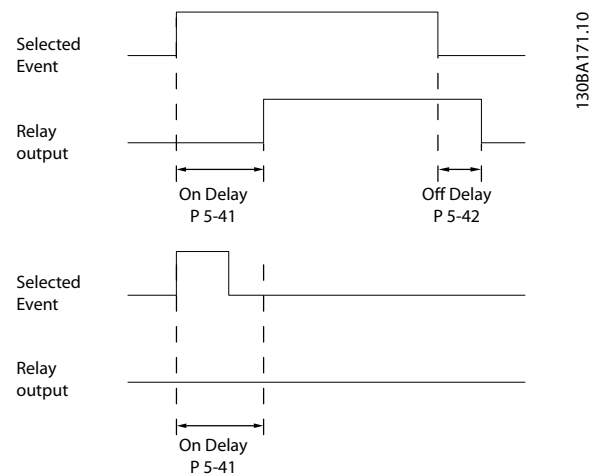 Selected
Event
130BA171.10
Relay
output
On Delay
P 5-41
Off Delay
P 5-42
Selected
Event
Relay
output
On Delay
P 5-41